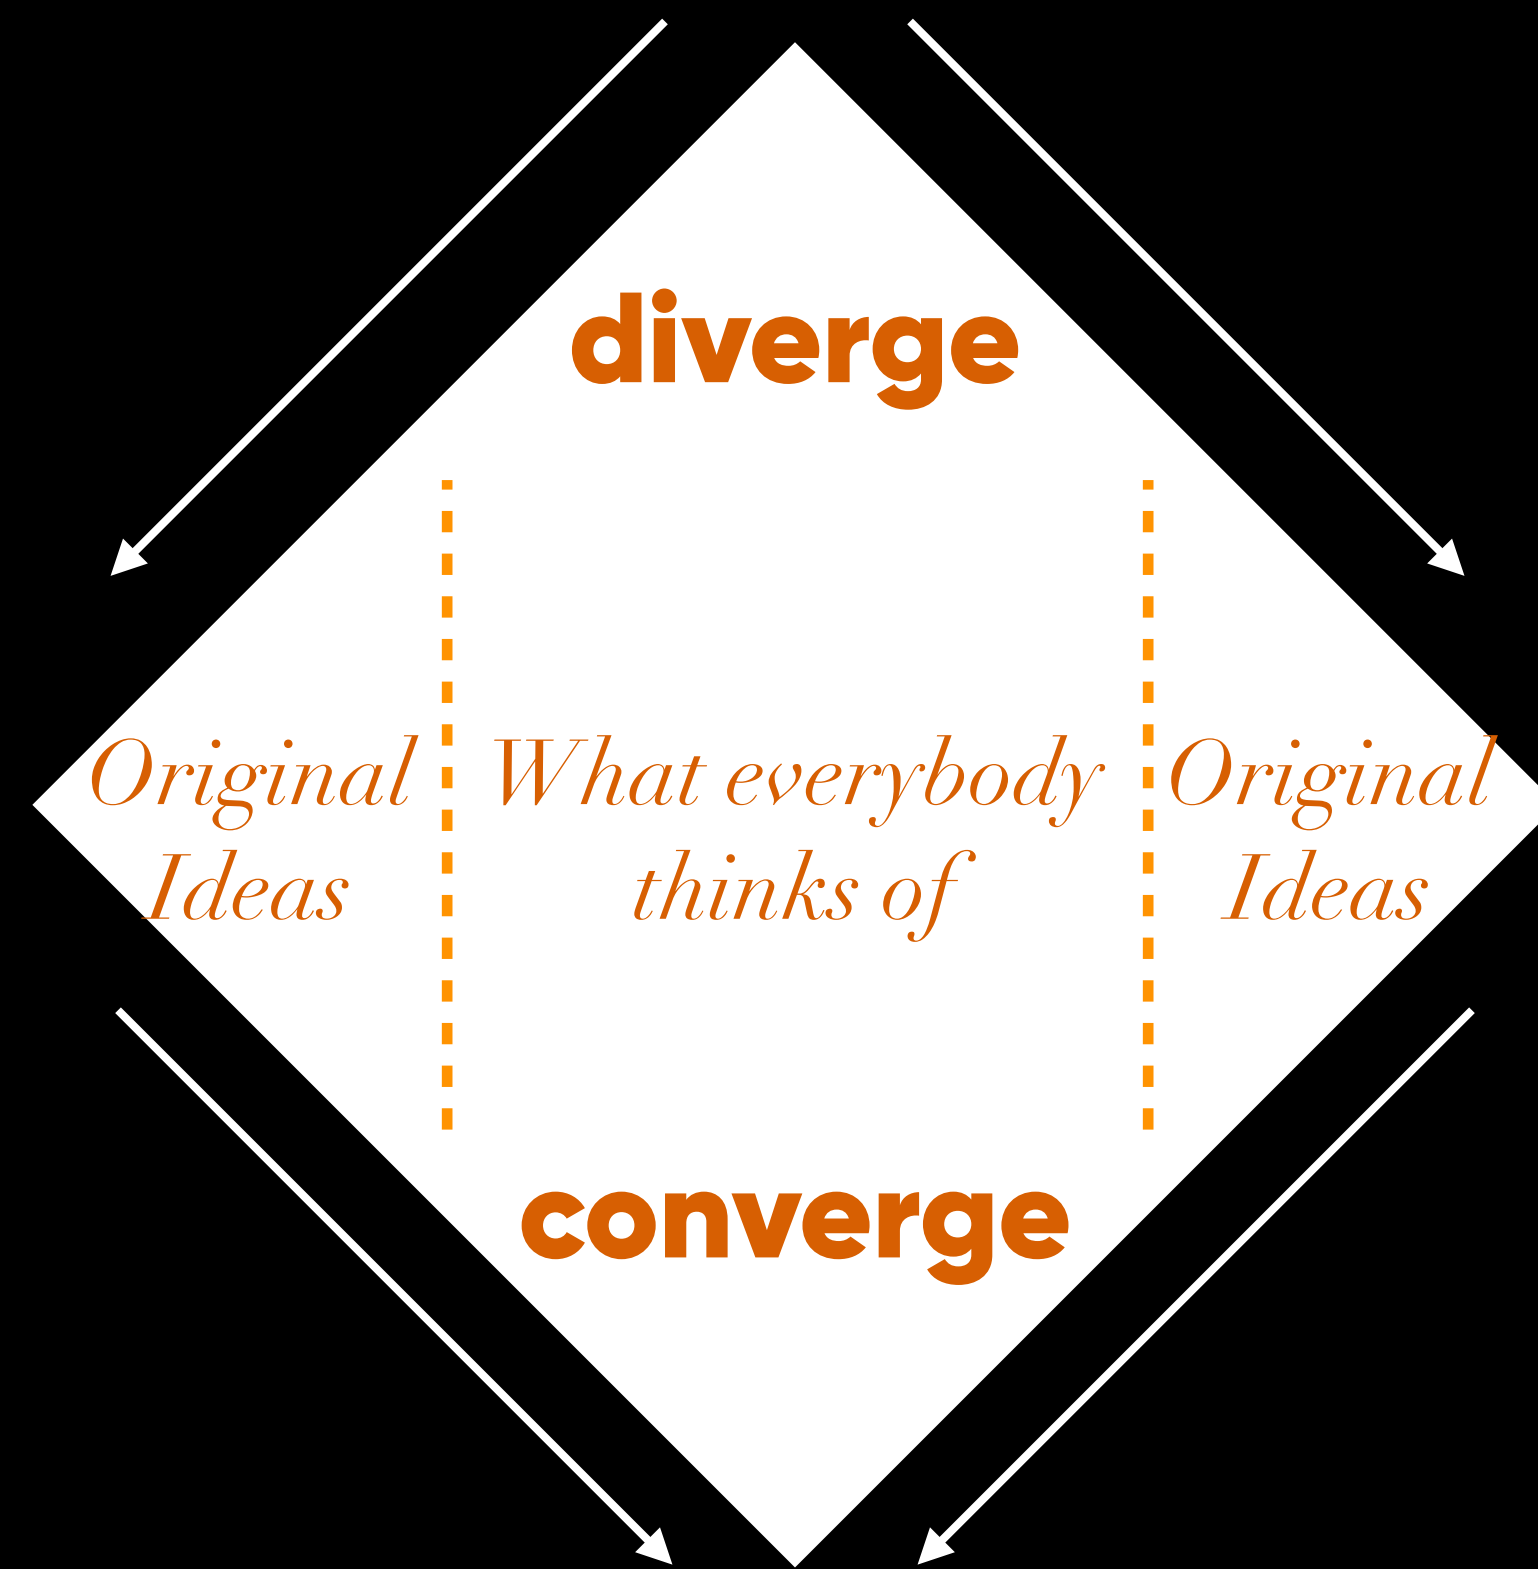 diverge
Original
Ideas
What everybody
thinks of
Original
Ideas
converge